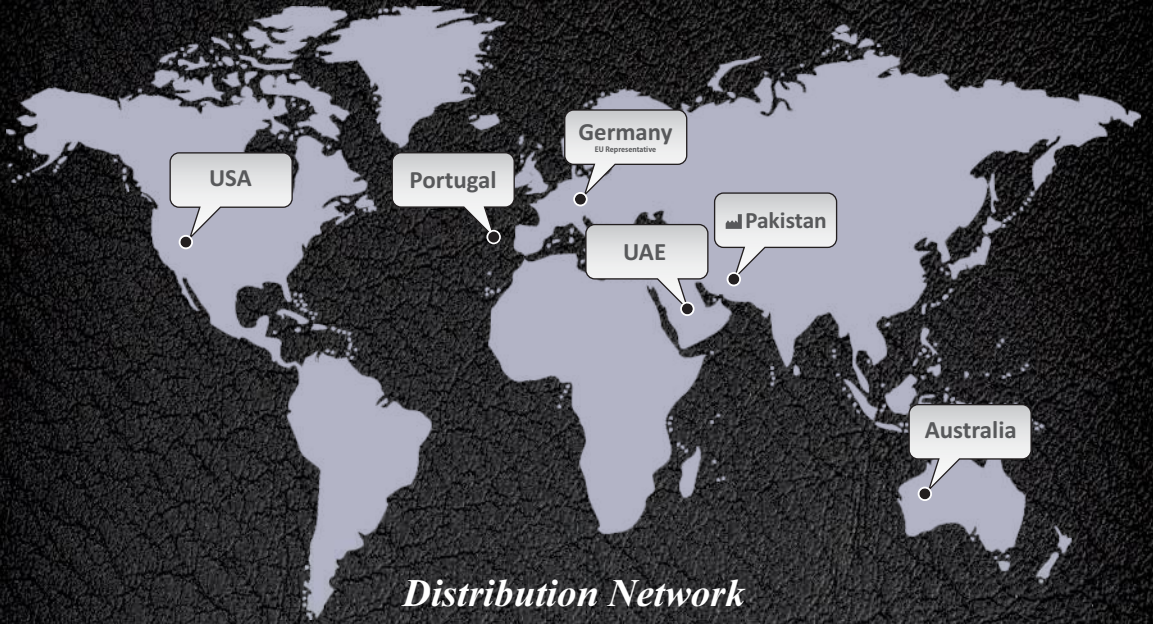 Germany
EU Representative
USA
Portugal
Pakistan
UAE
Australia
Distribution Network